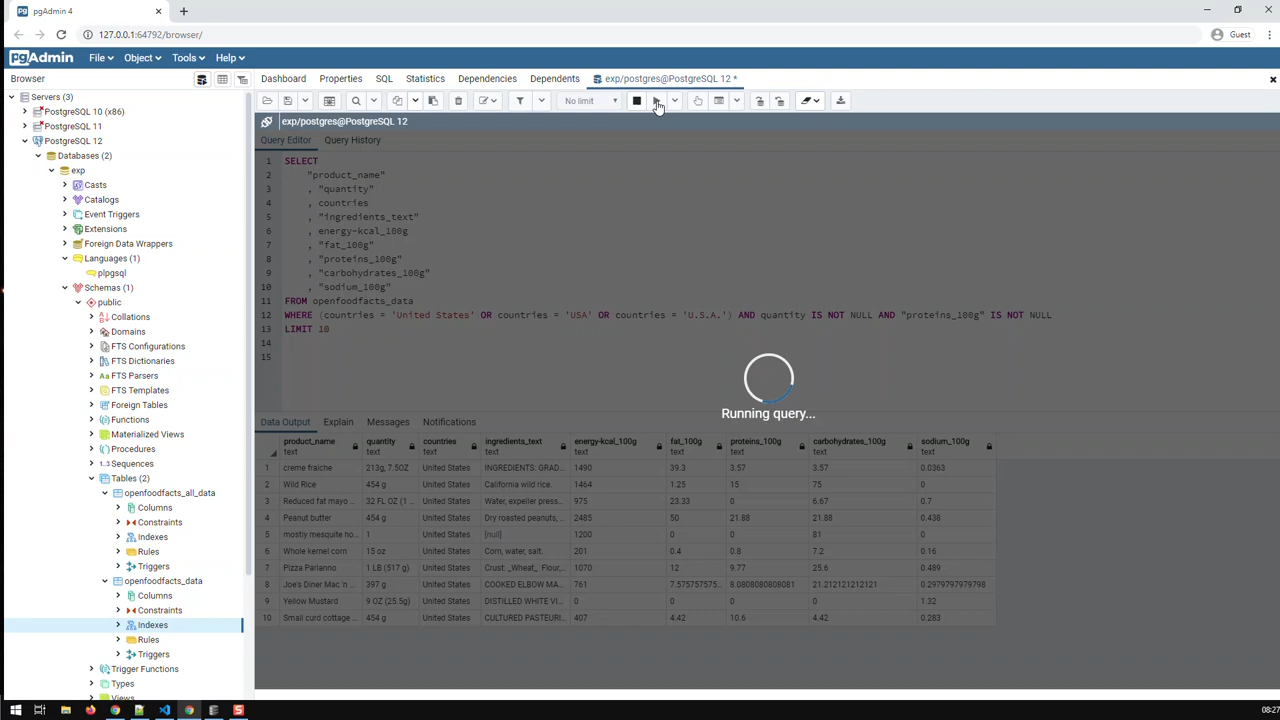 pgAdmin 4
127.0.0.1:64792/browser/
Guest
pgAdmin File Object Tools Help
Browser
Dashboard Properties SQL Statistics Dependencies Dependents exp/postgres@PostgreSQL 12 *
No limit
exp/postgres@PostgreSQL 12
Query Editor Query History
Servers (3)
PostgreSQL 10 (x86)
PostgreSQL 11
PostgreSQL 12
Databases (2)
exp
Casts
Catalogs
Event Triggers
Extensions
Foreign Data Wrappers
Languages (1)
plpgsql
Schemas (1)
public
Collations
Domains
FTS Configurations
FTS Dictionaries
FTS Parsers
FTS Templates
Foreign Tables
Functions
Materialized Views
Procedures
Sequences
Tables (2)
openfoodfacts_all_data
Columns
Constraints
Indexes
Rules
Triggers
openfoodfacts_data
Columns
Constraints
Indexes
Rules
Triggers
Trigger Functions
Types
Views
1 SELECT
2 "product_name"
3 , "quantity"
4 , countries
5 , "ingredients_text"
6 , energy-kcal_100g
7 , "fat_100g"
8 , "proteins_100g"
9 , "carbohydrates_100g"
10 , "sodium_100g"
11 FROM openfoodfacts_data
12 WHERE (countries = 'United States' OR countries = 'USA' OR countries = 'U.S.A.') AND quantity IS NOT NULL AND "proteins_100g" IS NOT NULL
13 LIMIT 10
14
15
Running query...
Data Output Explain Messages Notifications
product_name quantity countries ingredients_text energy-kcal_100g fat_100g proteins_100g carbohydrates_100g sodium_100g
text text text text text text text text text
1 creme fraiche 213g, 7.5OZ United States INGREDIENTS: GRAD... 1490 39.3 3.57 3.57 0.0363
2 Wild Rice 454 g United States California wild rice. 1464 1.25 15 75 0
3 Reduced fat mayo ... 32 FL OZ (1 ... United States Water, expeller press... 975 23.33 0 6.67 0.7
4 Peanut butter 454 g United States Dry roasted peanuts, ... 2485 50 21.88 21.88 0.438
5 mostly mesquite ho... 1 United States [null] 1200 0 0 81 0
6 Whole kernel corn 15 oz United States Corn, water, salt. 201 0.4 0.8 7.2 0.16
7 Pizza Parianno 1 LB (517 g) United States Crust: _Wheat_ Flour,... 1070 12 9.77 25.6 0.489
8 Joe's Diner Mac 'n ... 397 g United States COOKED ELBOW MA... 761 7.575757575... 8.0808080808081 21.212121212121 0.2979797979798
9 Yellow Mustard 9 OZ (25.5g) United States DISTILLED WHITE VI... 0 0 0 0 1.32
10 Small curd cottage ... 454 g United States CULTURED PASTEURI... 407 4.42 10.6 4.42 0.283
08:27